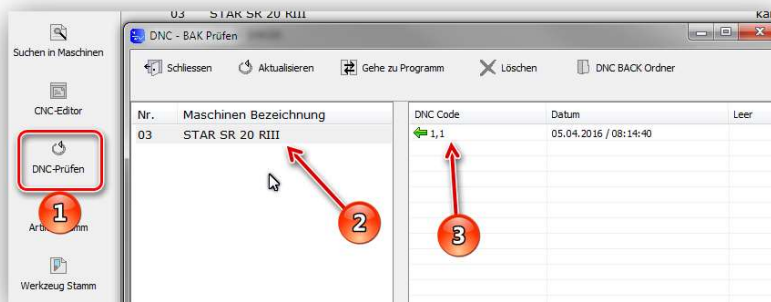 03 STAR SR 20 RIII
Suchen in Maschinen
CNC-Editor
DNC-Prüfen
1
Werkzeug Stamm
DNC - BAK Prüfen
Schliessen Aktualisieren Gehe zu Programm Löschen DNC BACK Ordner
Nr. Maschinen Bezeichnung
03 STAR SR 20 RIII
2
DNC Code Datum Leer
1,1 05.04.2016 / 08:14:40
3